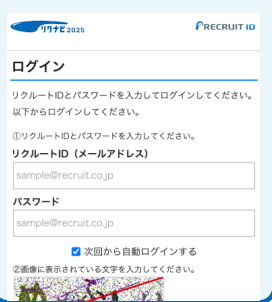 リクナビ2025
RECRUIT ID
ログイン
リクルートIDとパスワードを入力してログインしてください。
以下からログインしてください。
①リクルートIDとパスワードを入力してください。
リクルートID（メールアドレス）
sample@recruit.co.jp
パスワード
sample@recruit.co.jp
次回から自動ログインする
②画像に表示されている文字を入力してください。